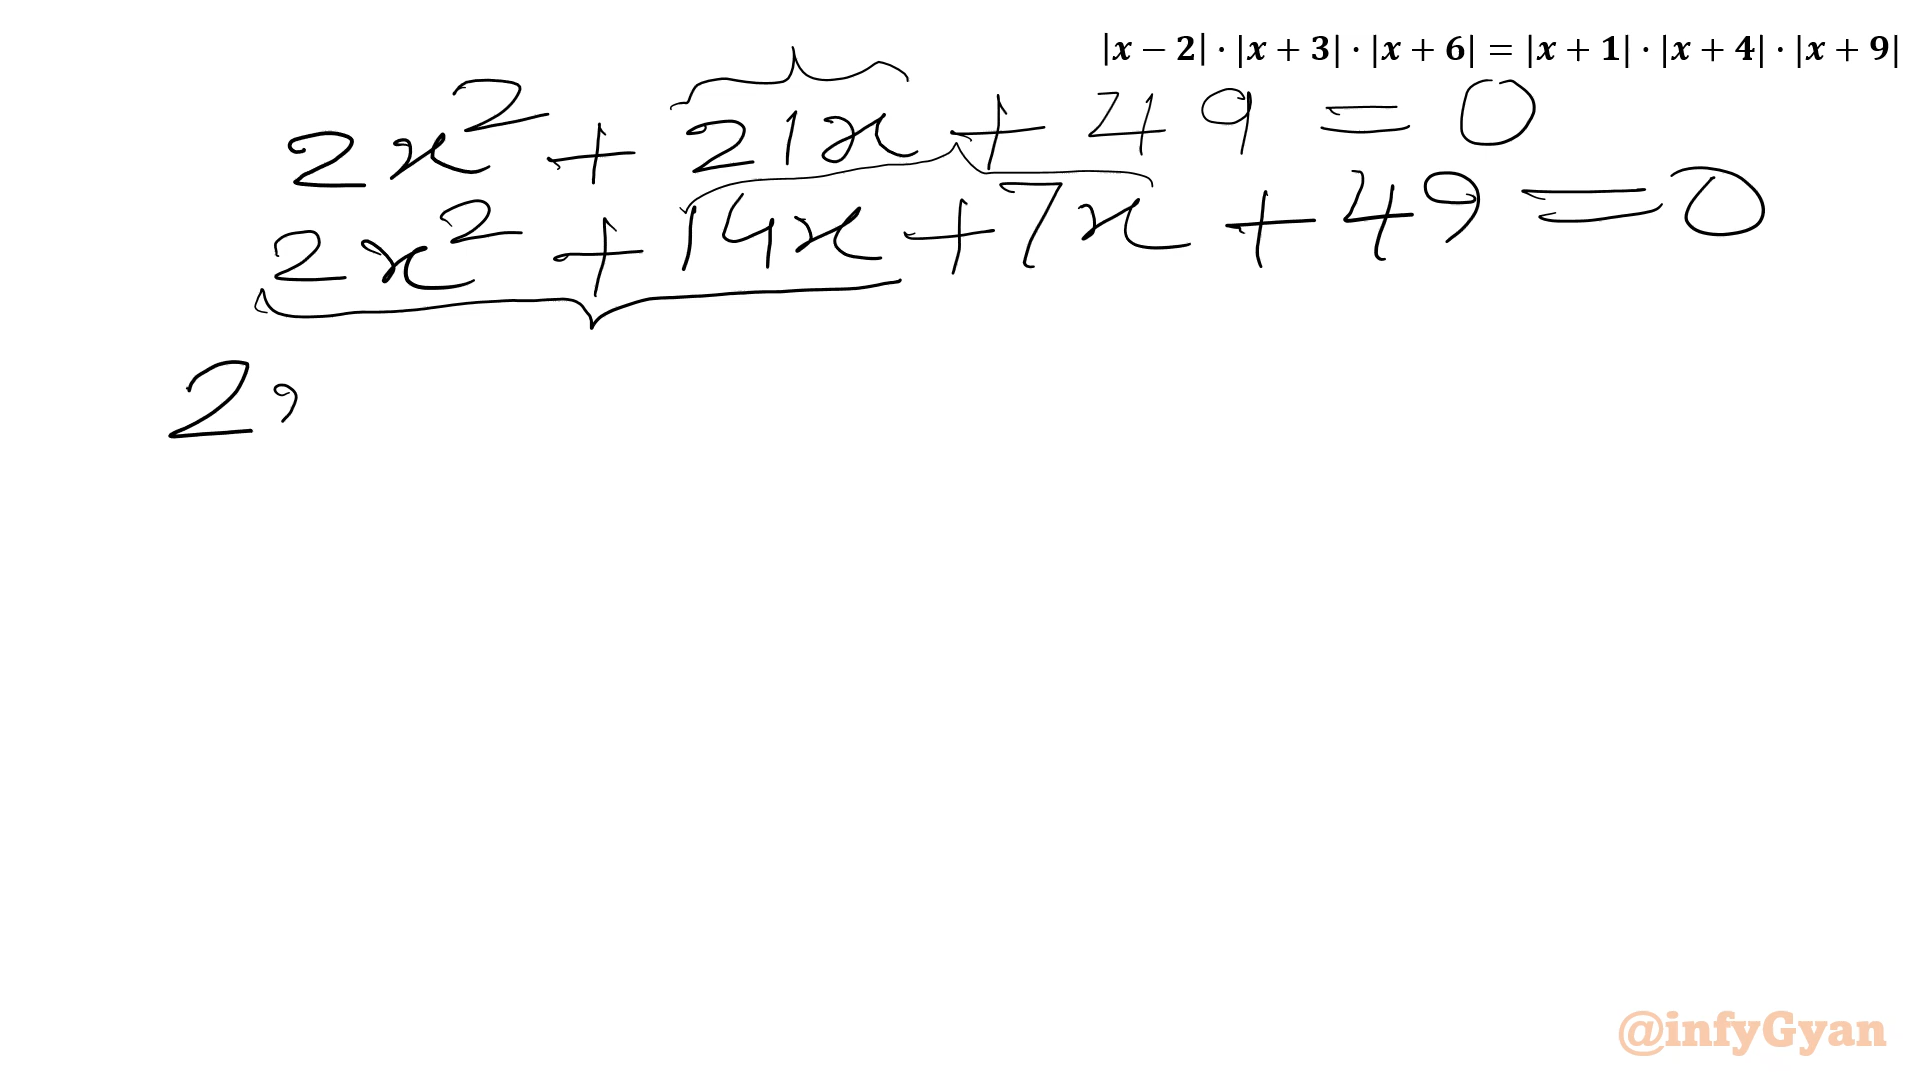 |x − 2| · |x + 3| · |x + 6| = |x + 1| · |x + 4| · |x + 9|
2x² + 21x + 49 = 0
2x² + 14x + 7x + 49 = 0
2
@infyGyan